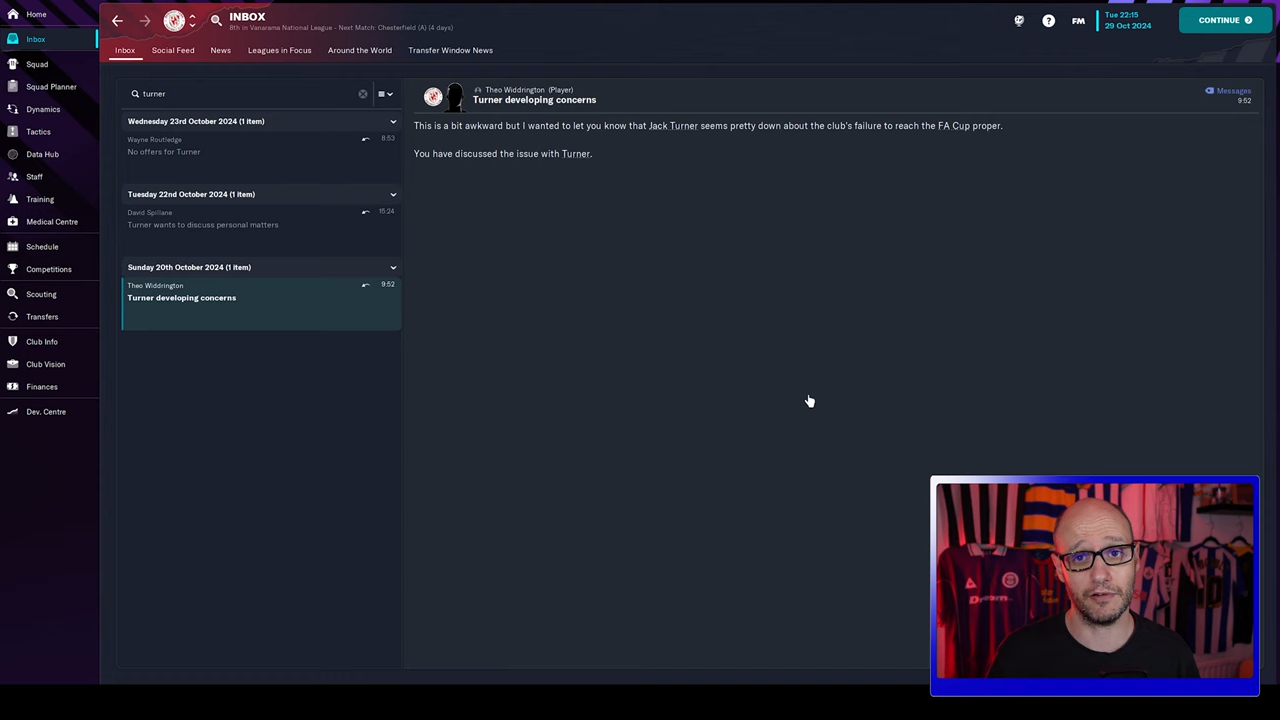 Home
Inbox
Squad
Squad Planner
Dynamics
Tactics
Data Hub
Staff
Training
Medical Centre
Schedule
Competitions
Scouting
Transfers
Club Info
Club Vision
Finances
Dev. Centre
INBOX
8th in Vanarama National League - Next Match: Chesterfield (A) (4 days)
FM
Tue 22:15
29 Oct 2024
CONTINUE
Inbox
Social Feed
News
Leagues in Focus
Around the World
Transfer Window News
turner
Wednesday 23rd October 2024 (1 item)
Wayne Routledge
8:53
No offers for Turner
Tuesday 22nd October 2024 (1 item)
David Spillane
15:24
Turner wants to discuss personal matters
Sunday 20th October 2024 (1 item)
Theo Widdrington
9:52
Turner developing concerns
Theo Widdrington (Player)
Turner developing concerns
Messages
9:52
This is a bit awkward but I wanted to let you know that Jack Turner seems pretty down about the club's failure to reach the FA Cup proper.
You have discussed the issue with Turner.